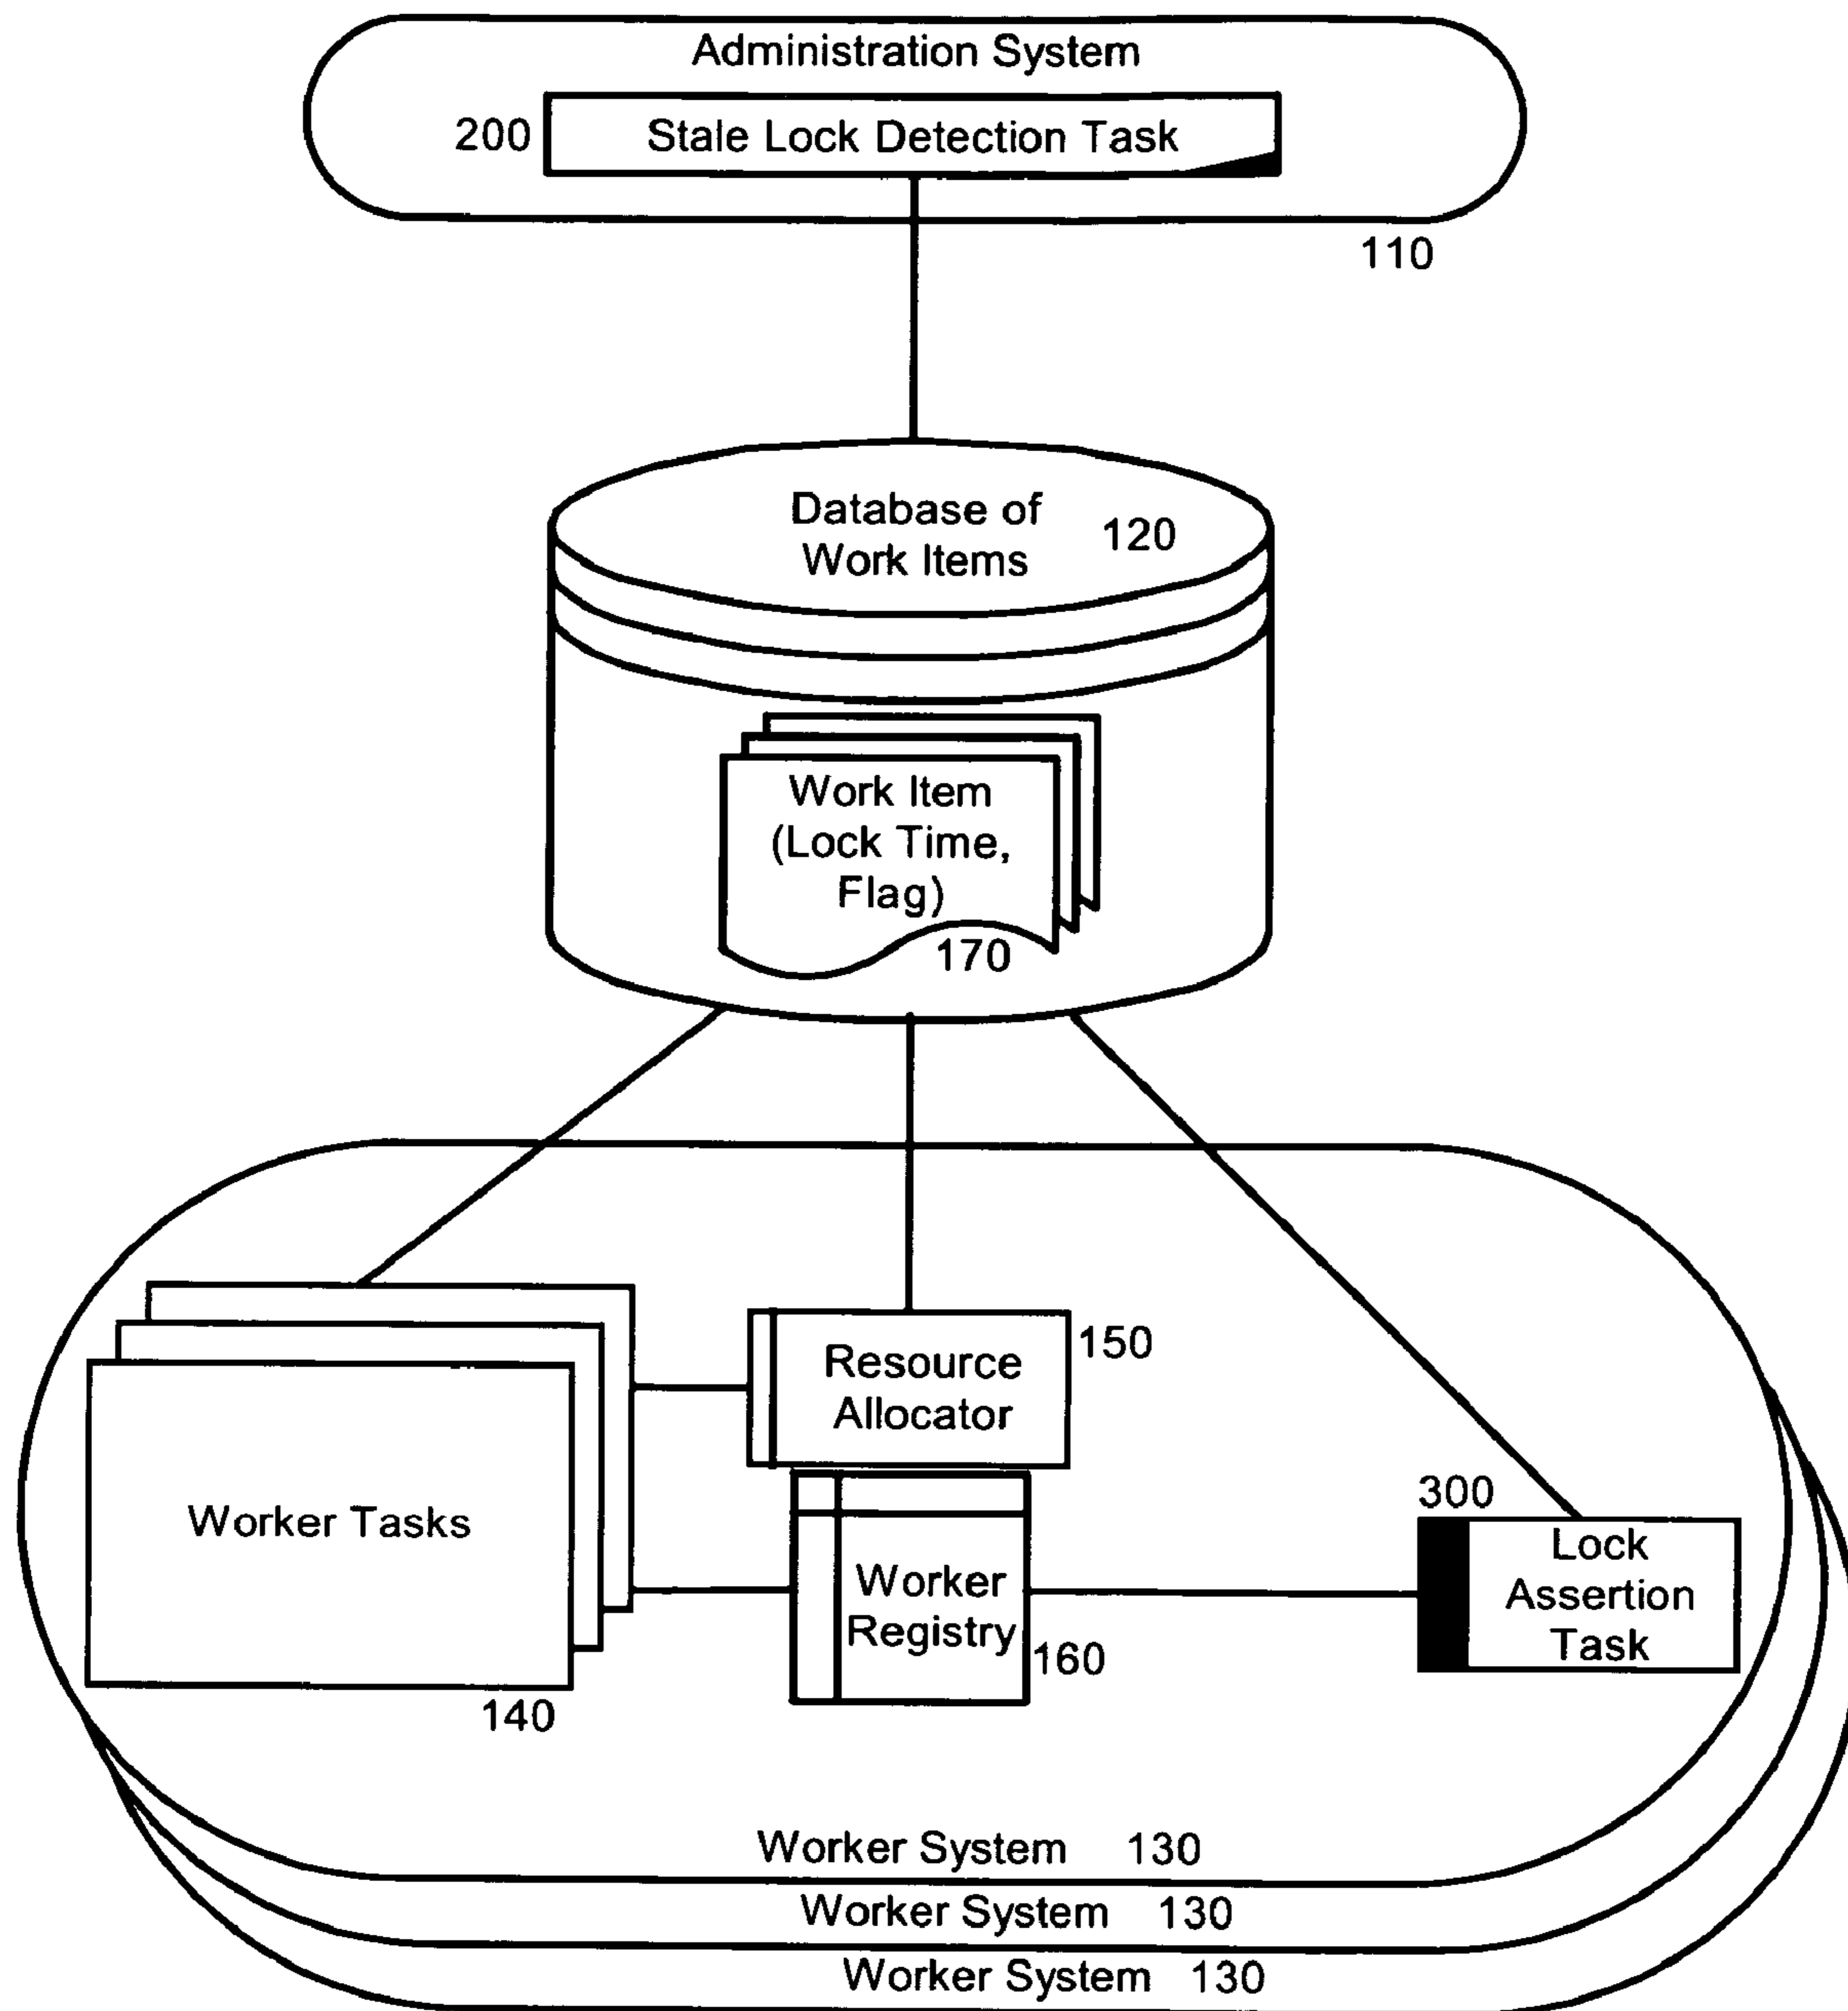 Administration System
200
Stale Lock Detection Task
110
Database of
Work Items
120
Work Item
(Lock Time,
Flag)
170
150
Resource
Allocator
Worker Tasks
140
Worker
Registry
160
300
Lock
Assertion
Task
Worker System 130
Worker System 130
Worker System 130